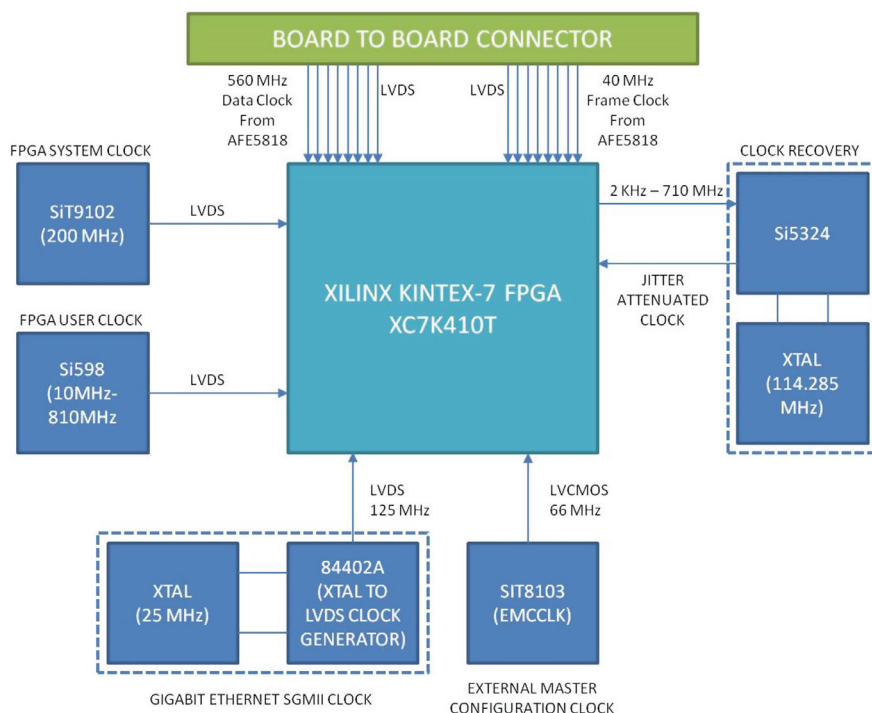 BOARD TO BOARD CONNECTOR
560 MHz
Data Clock
From
AFE5818
LVDS
LVDS
40 MHz
Frame Clock
From
AFE5818
FPGA SYSTEM CLOCK
SiT9102
(200 MHz)
LVDS
CLOCK RECOVERY
2 KHz – 710 MHz
Si5324
JITTER
ATTENUATED
CLOCK
XTAL
(114.285
MHz)
XILINX KINTEX-7 FPGA
XC7K410T
FPGA USER CLOCK
Si598
(10MHz-
810MHz
LVDS
LVDS
125 MHz
LVCMOS
66 MHz
XTAL
(25 MHz)
84402A
(XTAL TO
LVDS CLOCK
GENERATOR)
SIT8103
(EMCCLK)
GIGABIT ETHERNET SGMII CLOCK
EXTERNAL MASTER
CONFIGURATION CLOCK